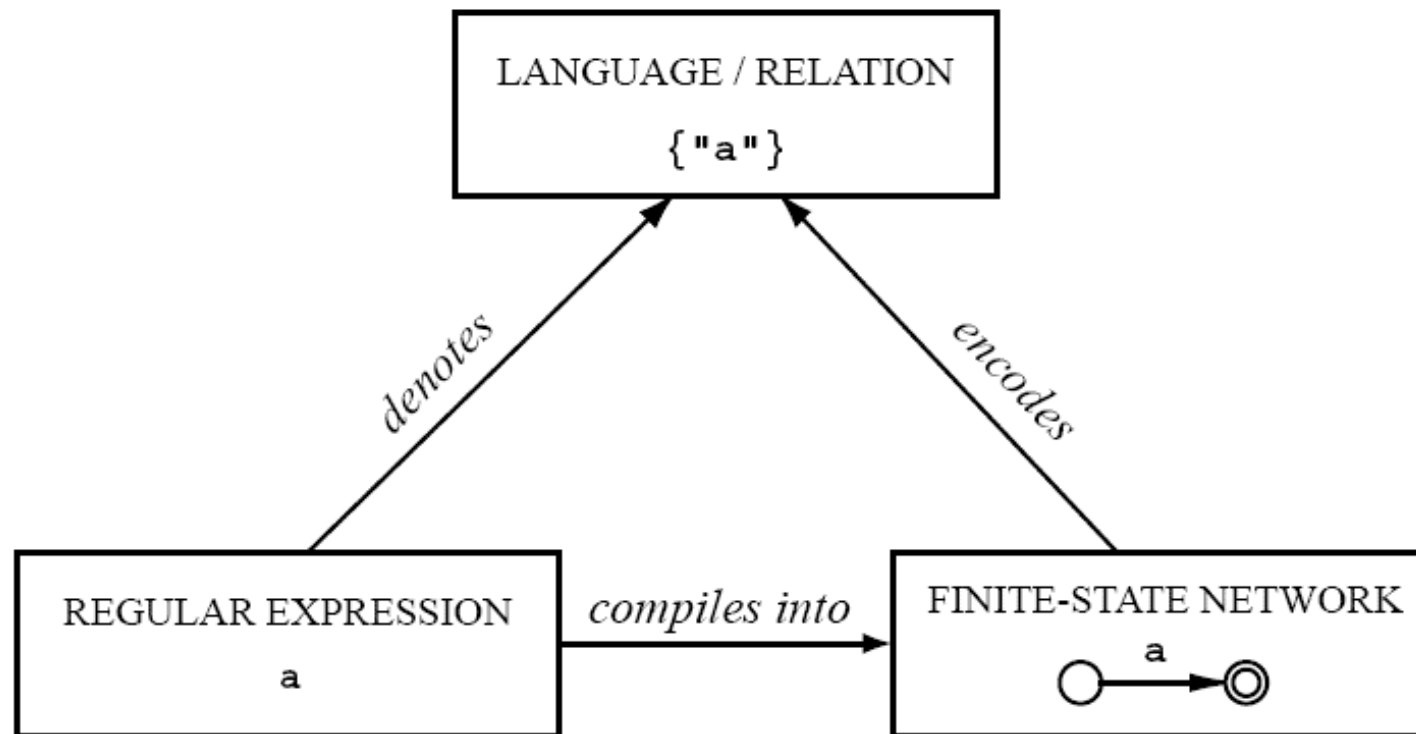 LANGUAGE / RELATION
{"a"}
denotes
encodes
REGULAR EXPRESSION
a
compiles into
FINITE-STATE NETWORK
a